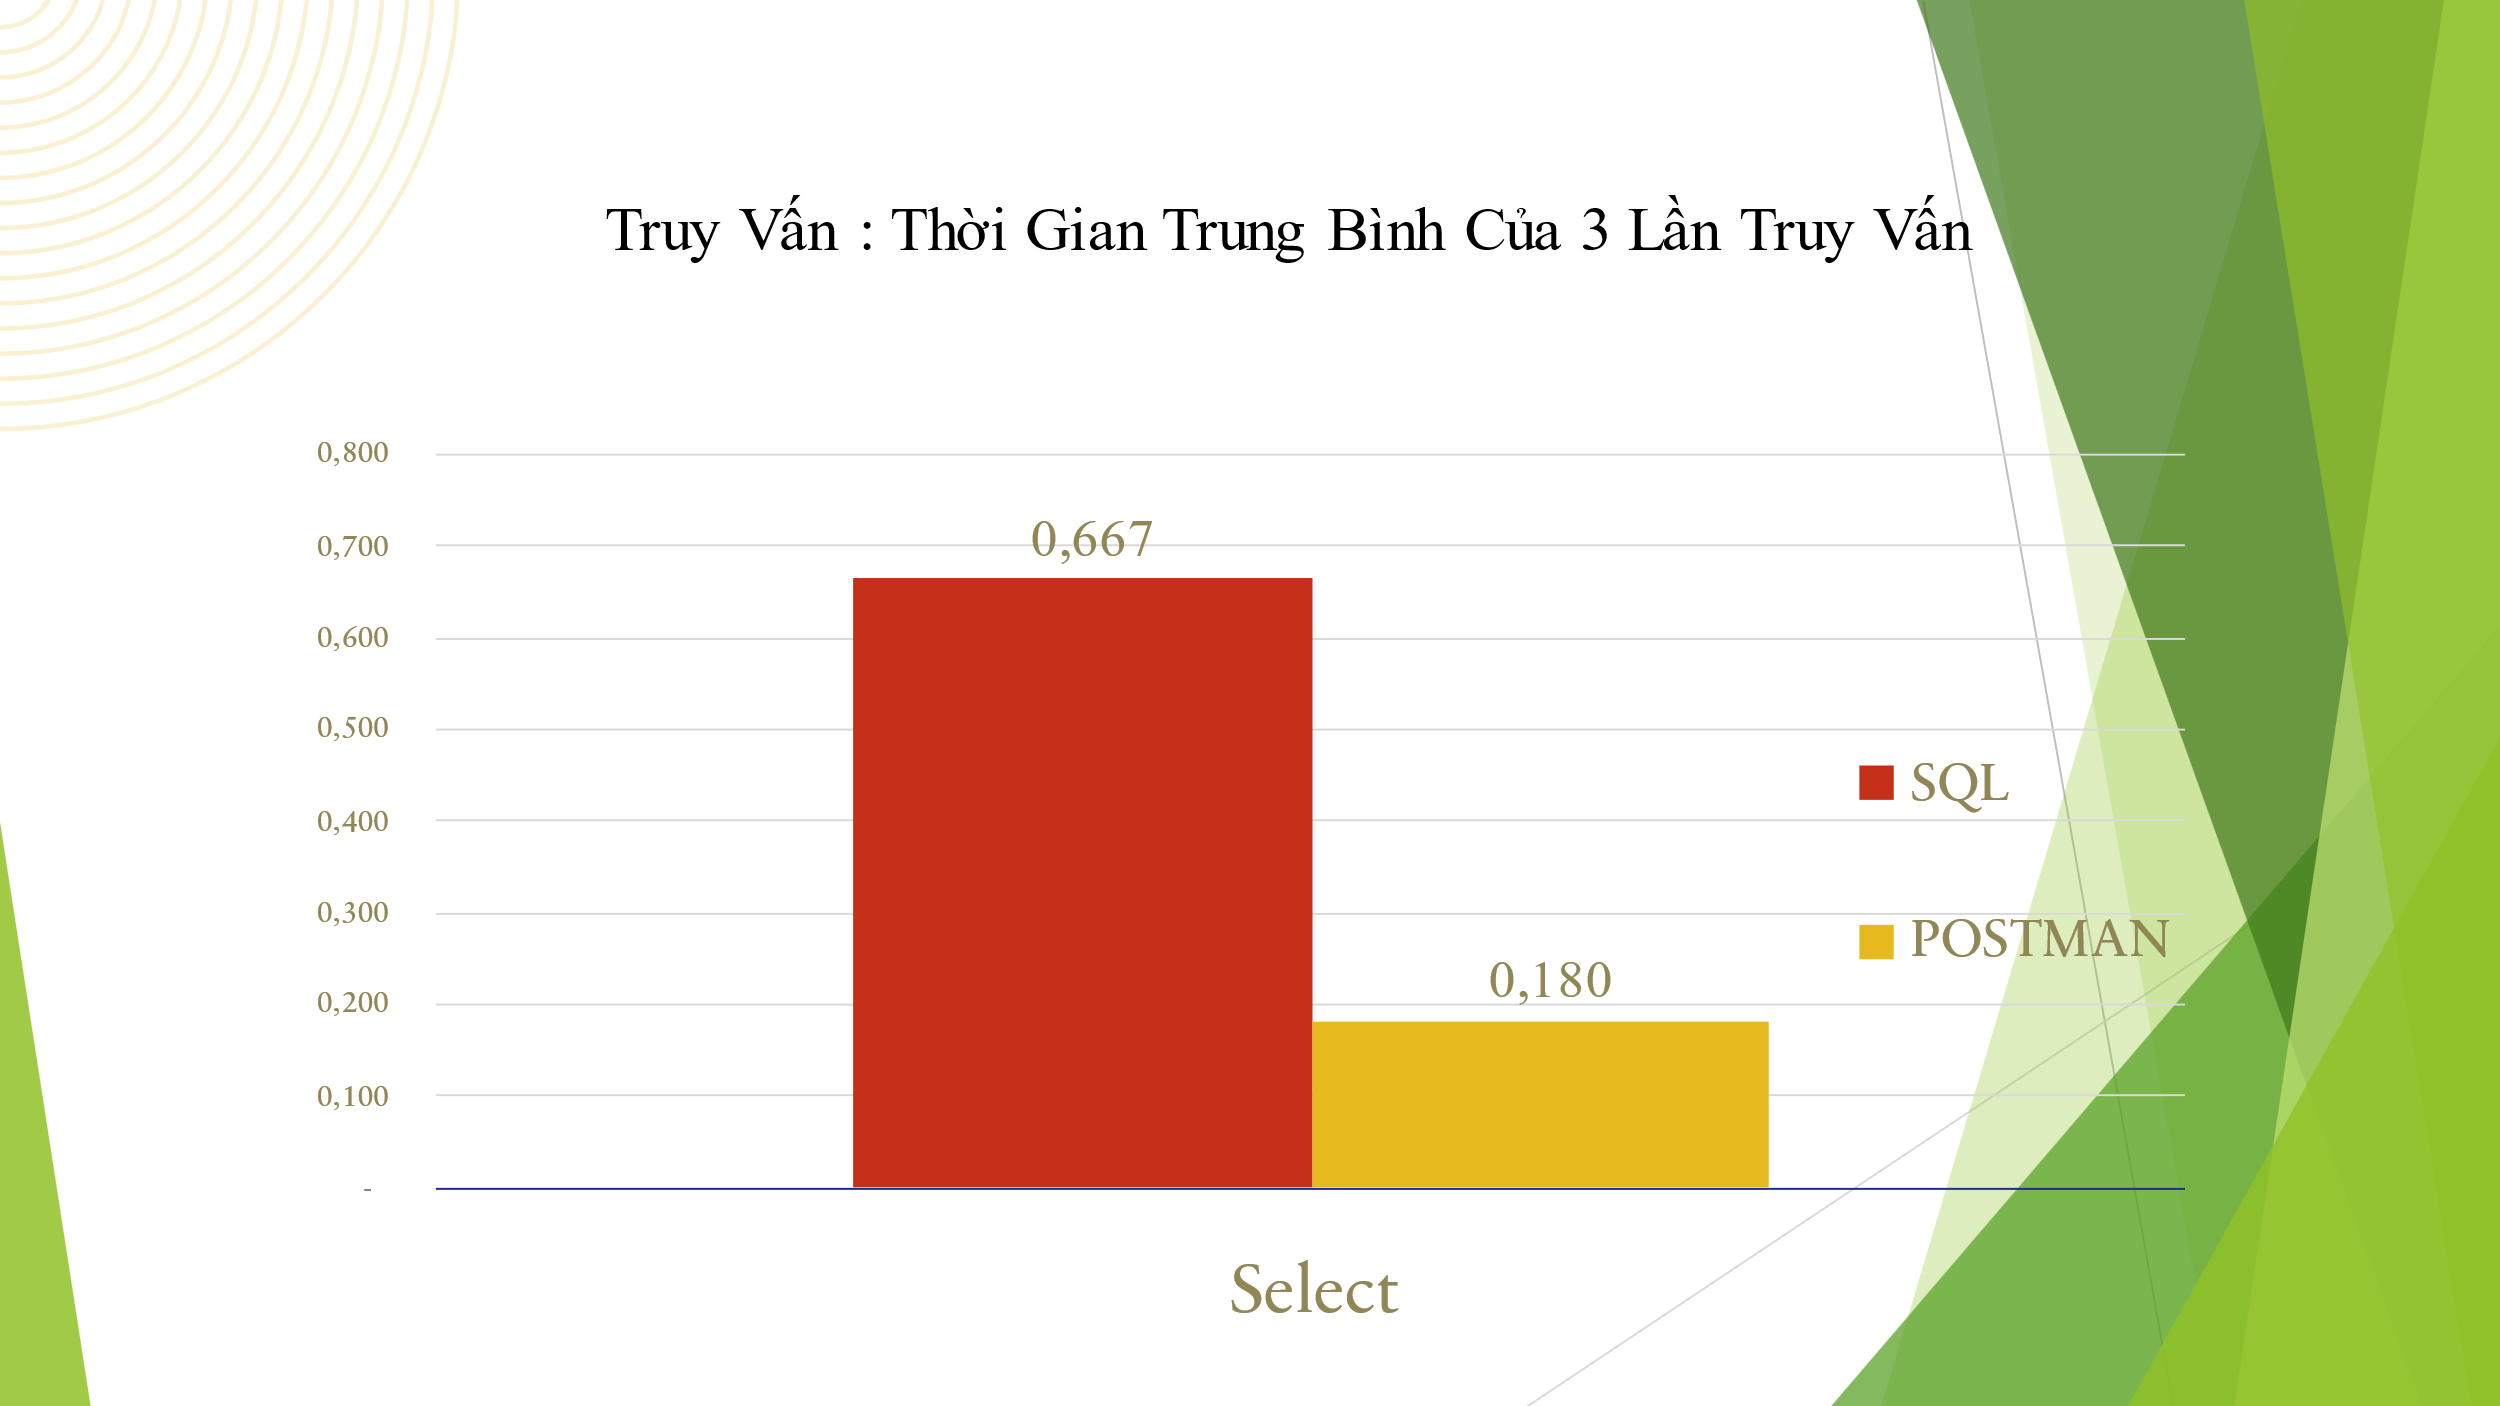 Truy Vấn : Thời Gian Trung Bình Của 3 Lần Truy Vấn
0,800
0,667
0,700
0,600
0,500
SQL
0,400
0,300
POSTMAN
0,180
0,200
0,100
-
Select